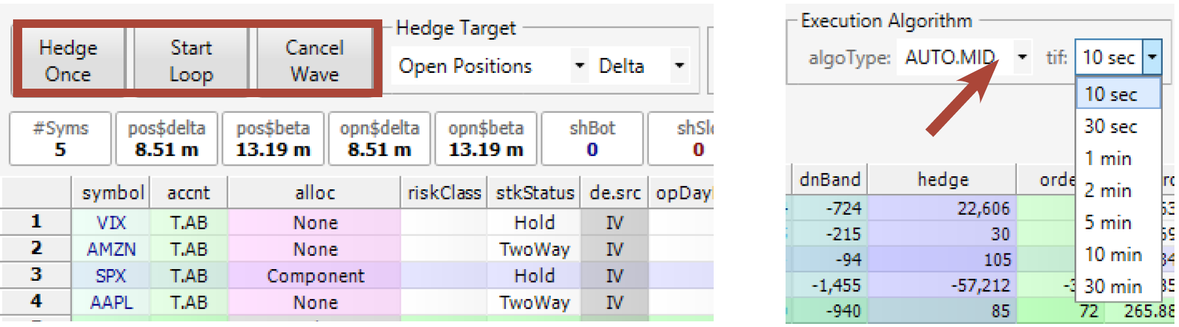 Hedge Once
Start Loop
Cancel Wave
Hedge Target
Open Positions Delta
#Syms pos$delta pos$beta opn$delta opn$beta shBot
5 8.51 m 13.19 m 8.51 m 13.19 m 0 0
symbol accnt alloc riskClass stkStatus de.src
1 VIX T.AB None Hold IV
2 AMZN T.AB None TwoWay IV
3 SPX T.AB Component Hold IV
4 AAPL T.AB None TwoWay IV
Execution Algorithm
algoType: AUTO.MID tif: 10 sec
10 sec
30 sec
1 min
2 min
5 min
10 min
30 min
dnBand hedge
-724 22,606
-215 30
-94 105
-1,455 -57,212
-940 85 72 265.88